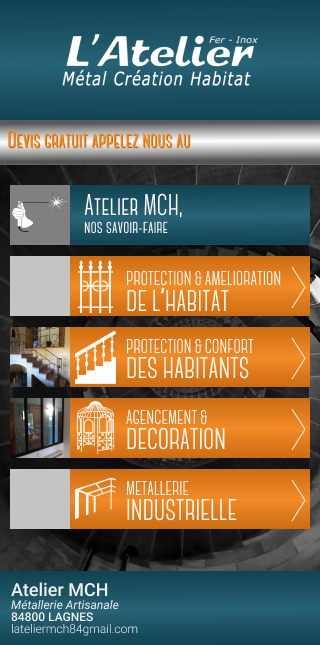 L'Atelier
Fer - Inox
Métal Création Habitat
DEVIS GRATUIT APPELEZ NOUS AU
ATELIER MCH,
NOS SAVOIR-FAIRE
PROTECTION & AMELIORATION
DE L'HABITAT
PROTECTION & CONFORT
DES HABITANTS
AGENCEMENT &
DECORATION
METALLERIE
INDUSTRIELLE
Atelier MCH
Métallerie Artisanale
84800 LAGNES
lateliermch84gmail.com